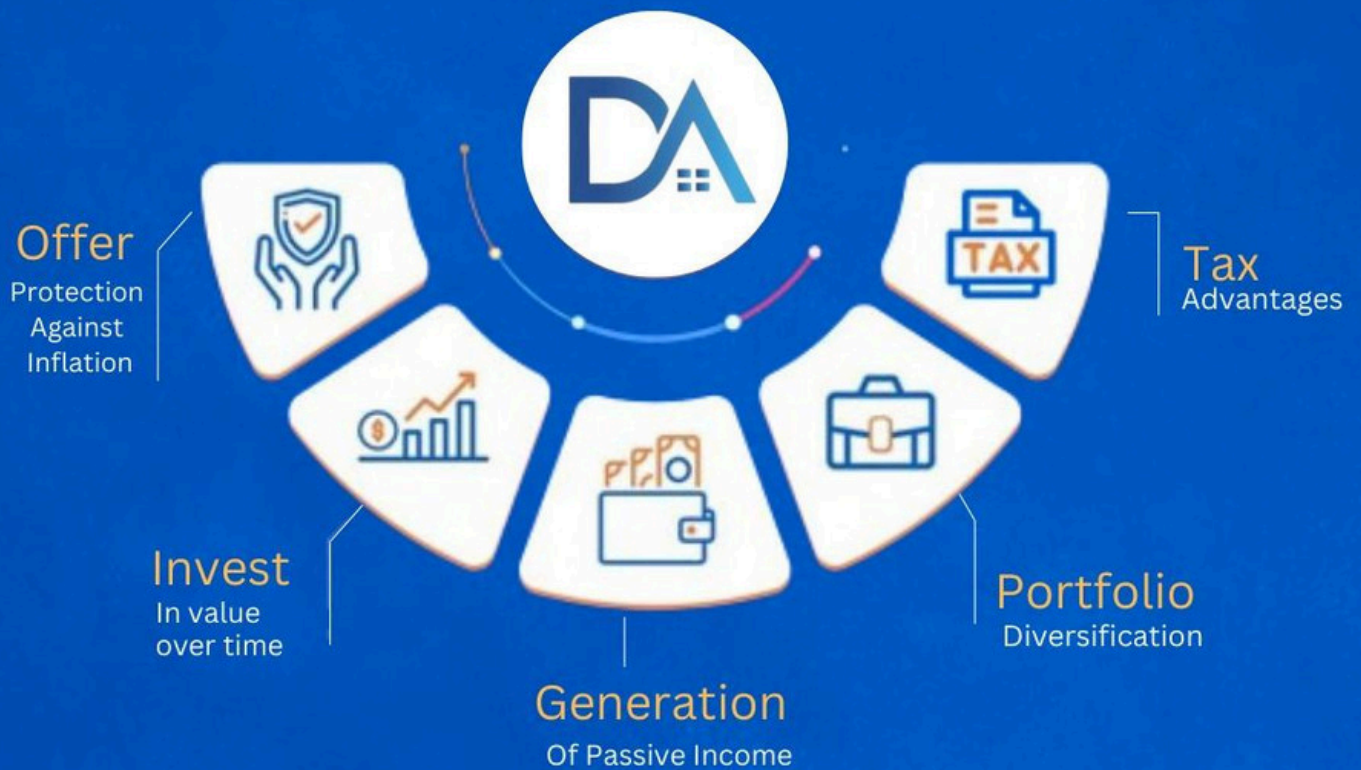 DA
Offer
Protection
Against
Inflation
Invest
In value
over time
$
Generation
Of Passive Income
Portfolio
Diversification
TAX
Tax
Advantages